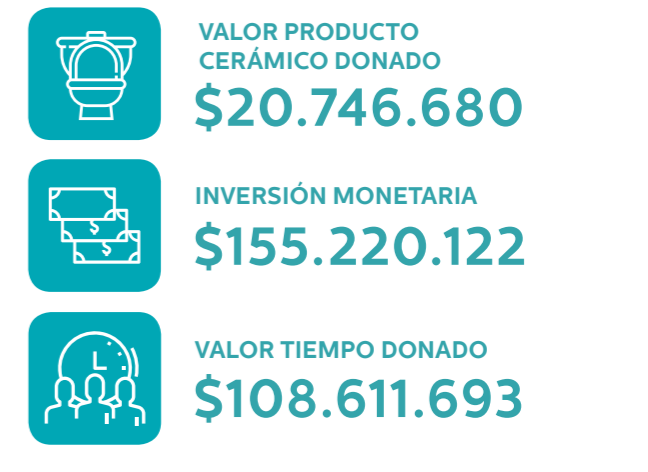 VALOR PRODUCTO
CERÁMICO DONADO
$20.746.680
INVERSIÓN MONETARIA
$155.220.122
VALOR TIEMPO DONADO
$108.611.693